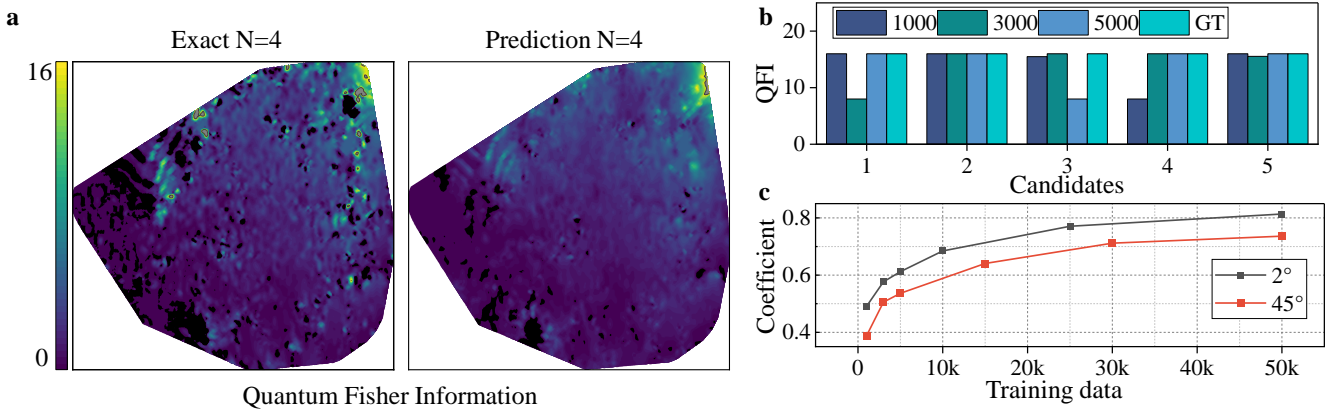 a
Exact N=4
Prediction N=4
16
0
Quantum Fisher Information
b
1000 3000 5000 GT
QFI
20
10
0
1 2 3 4 5
Candidates
c
Coefficient
0.8
0.6
0.4
2°
45°
0 10k 20k 30k 40k 50k
Training data